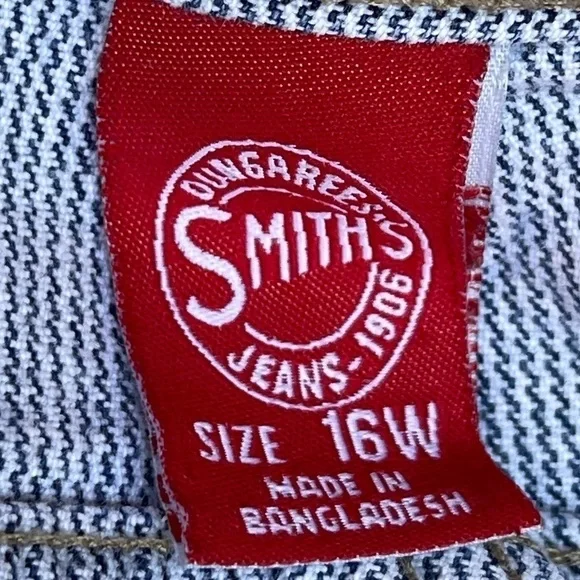 DUNGAREES'S
SMITH'S
JEANS-1906
SIZE 16W
MADE IN
BANGLADESH